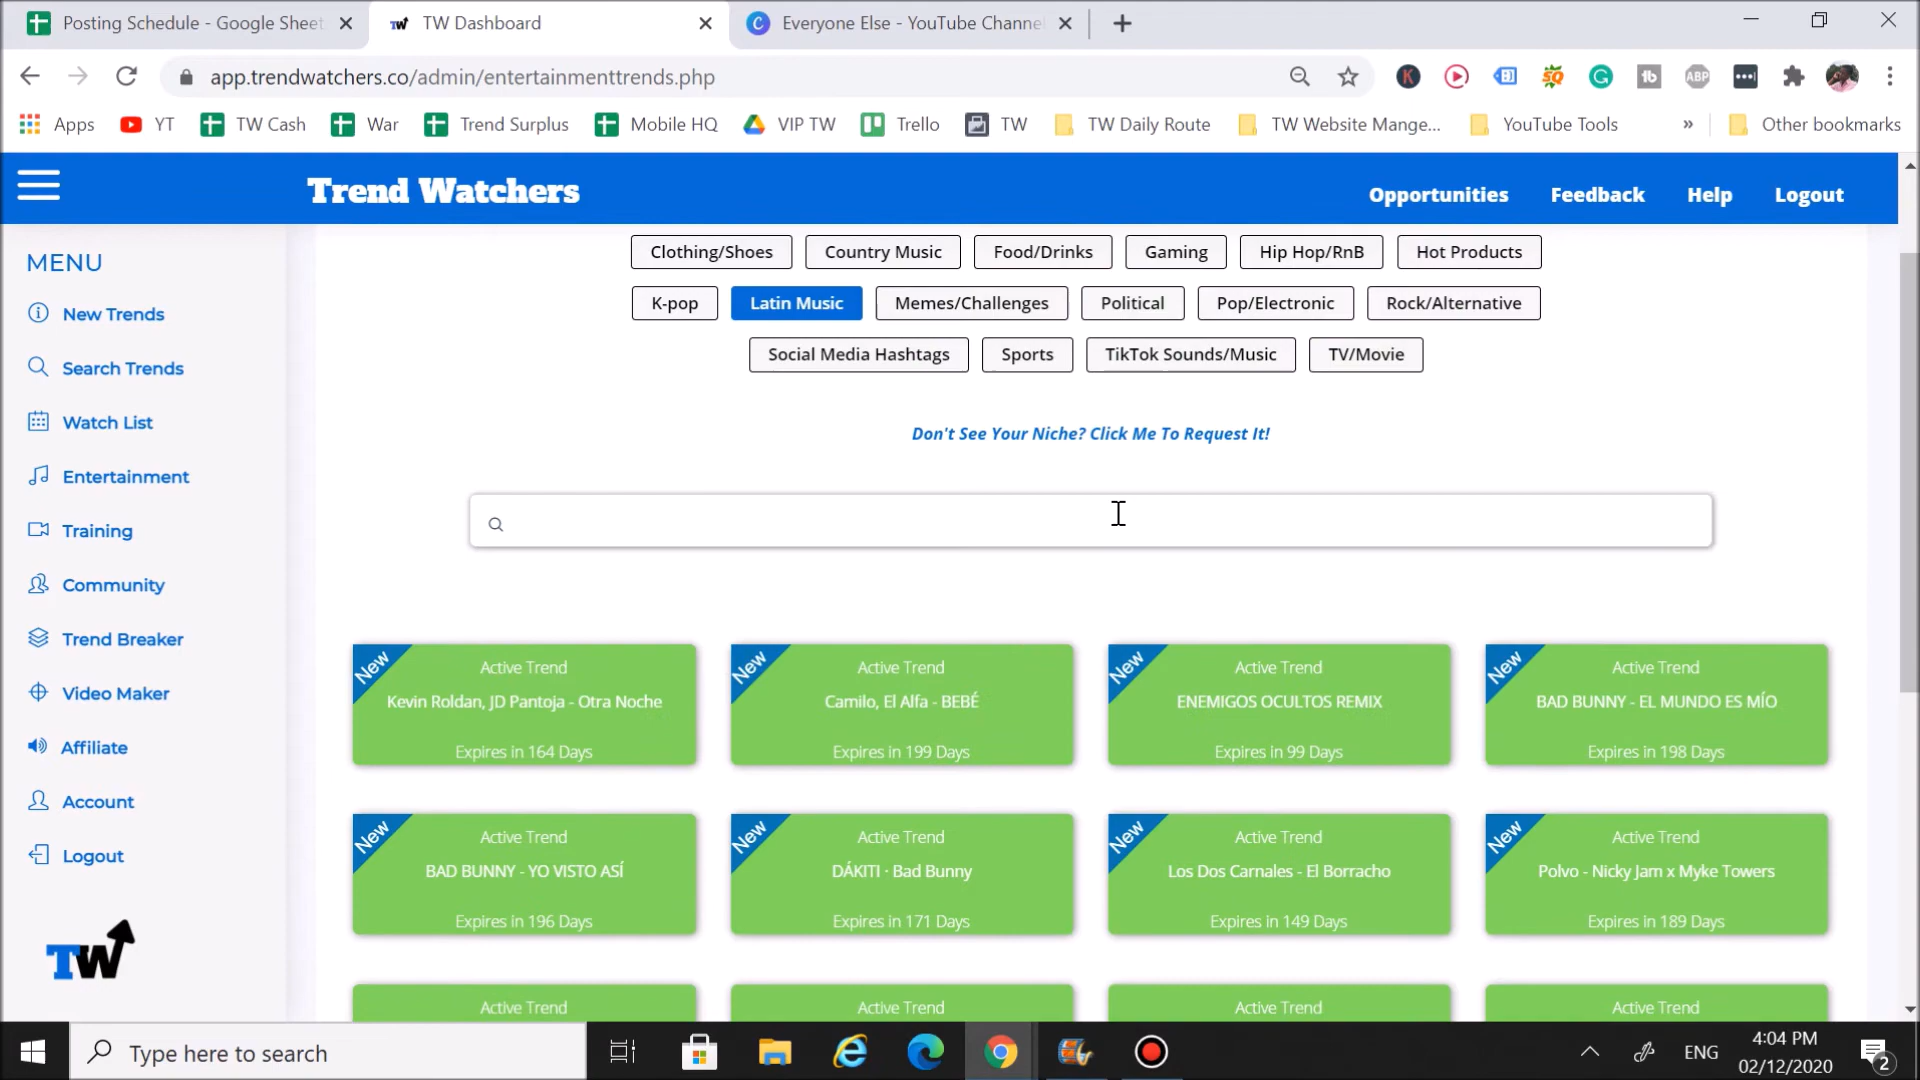 Posting Schedule - Google Sheet
TW Dashboard
Everyone Else - YouTube Channe
app.trendwatchers.co/admin/entertainmenttrends.php
Apps YT TW Cash War Trend Surplus Mobile HQ VIP TW Trello TW TW Daily Route TW Website Mange... YouTube Tools » Other bookmarks
Trend Watchers
Opportunities Feedback Help Logout
MENU
New Trends
Search Trends
Watch List
Entertainment
Training
Community
Trend Breaker
Video Maker
Affiliate
Account
Logout
TW
Clothing/Shoes Country Music Food/Drinks Gaming Hip Hop/RnB Hot Products
K-pop Latin Music Memes/Challenges Political Pop/Electronic Rock/Alternative
Social Media Hashtags Sports TikTok Sounds/Music TV/Movie
Don't See Your Niche? Click Me To Request It!
New Active Trend
Kevin Roldan, JD Pantoja - Otra Noche
Expires in 164 Days
New Active Trend
Camilo, El Alfa - BEBÉ
Expires in 199 Days
New Active Trend
ENEMIGOS OCULTOS REMIX
Expires in 99 Days
New Active Trend
BAD BUNNY - EL MUNDO ES MÍO
Expires in 198 Days
New Active Trend
BAD BUNNY - YO VISTO ASÍ
Expires in 196 Days
New Active Trend
DÁKITI · Bad Bunny
Expires in 171 Days
New Active Trend
Los Dos Carnales - El Borracho
Expires in 149 Days
New Active Trend
Polvo - Nicky Jam x Myke Towers
Expires in 189 Days
Active Trend
Active Trend
Active Trend
Active Trend
Type here to search
ENG
4:04 PM
02/12/2020
2